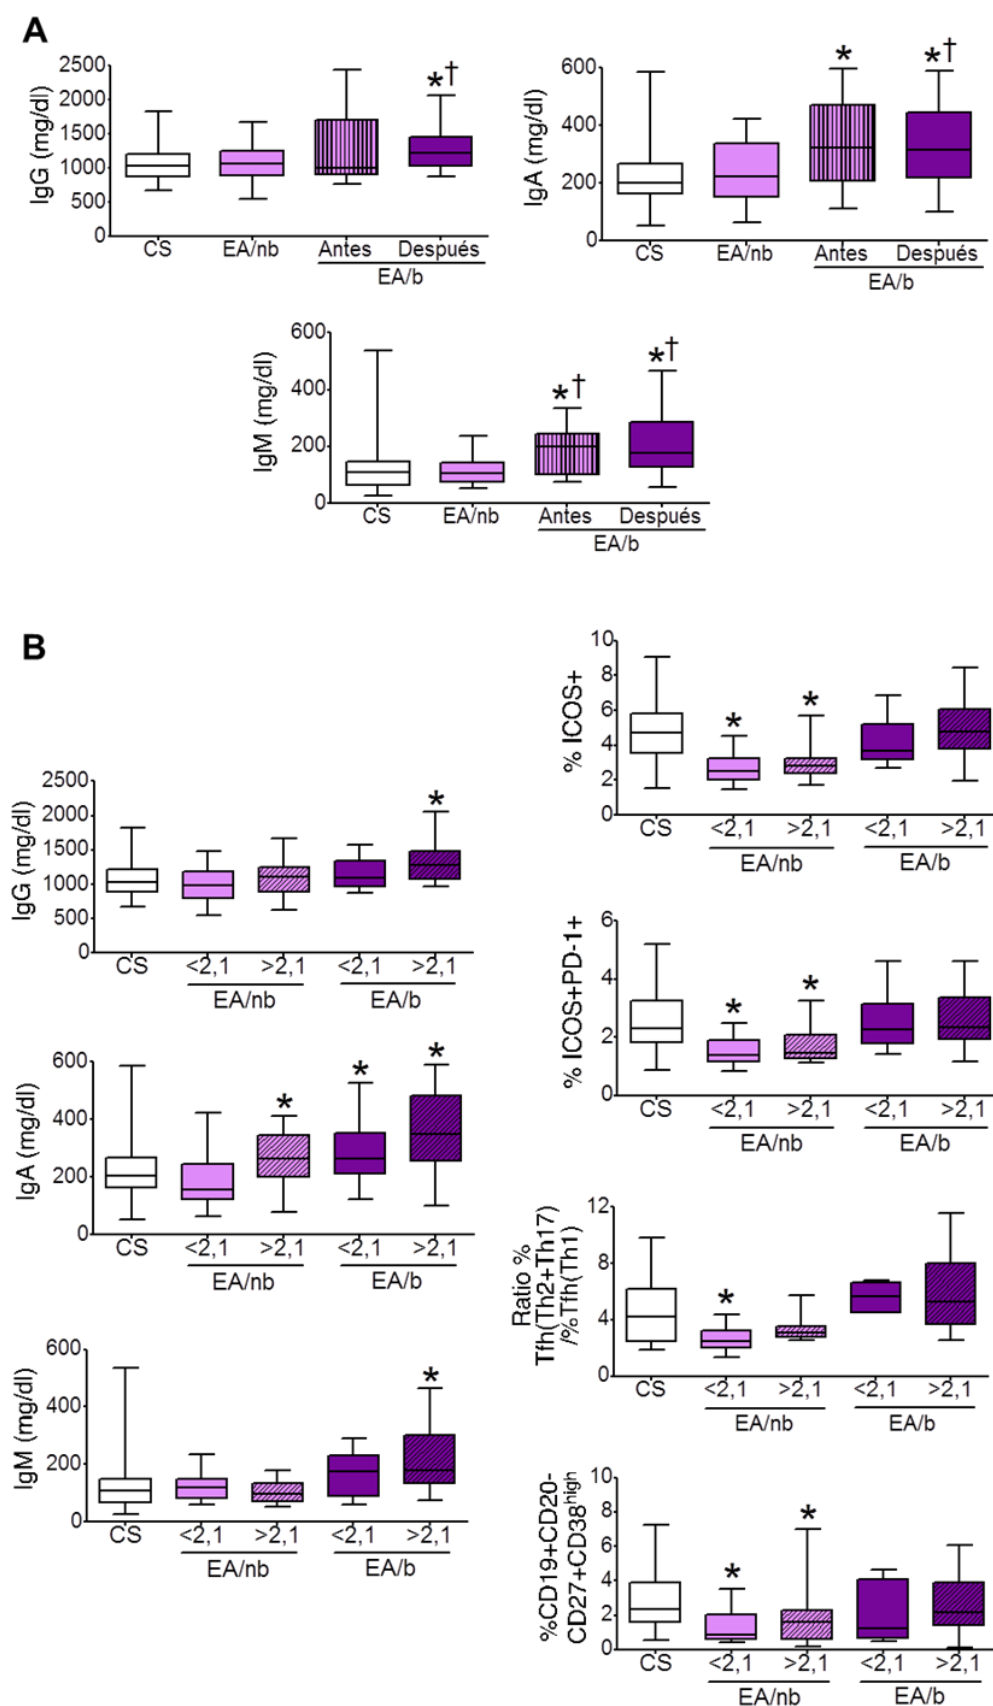 A
IgG (mg/dl)
2500
2000
1500
1000
500
0
*†
CS EA/nb Antes Después
EA/b
IgA (mg/dl)
600
400
200
0
* *†
CS EA/nb Antes Después
EA/b
IgM (mg/dl)
600
400
200
0
*† *†
CS EA/nb Antes Después
EA/b
B
IgG (mg/dl)
2500
2000
1500
1000
500
0
*
CS <2,1 >2,1 <2,1 >2,1
EA/nb EA/b
IgA (mg/dl)
600
400
200
0
* * *
CS <2,1 >2,1 <2,1 >2,1
EA/nb EA/b
IgM (mg/dl)
600
400
200
0
*
CS <2,1 >2,1 <2,1 >2,1
EA/nb EA/b
% ICOS+
10
8
6
4
2
0
* *
CS <2,1 >2,1 <2,1 >2,1
EA/nb EA/b
% ICOS+PD-1+
6
4
2
0
* *
CS <2,1 >2,1 <2,1 >2,1
EA/nb EA/b
Ratio %
Tfh(Th2+Th17)
/%Tfh(Th1)
12
8
4
0
*
CS <2,1 >2,1 <2,1 >2,1
EA/nb EA/b
%CD19+CD20-
CD27+CD38high
10
8
6
4
2
0
* *
CS <2,1 >2,1 <2,1 >2,1
EA/nb EA/b